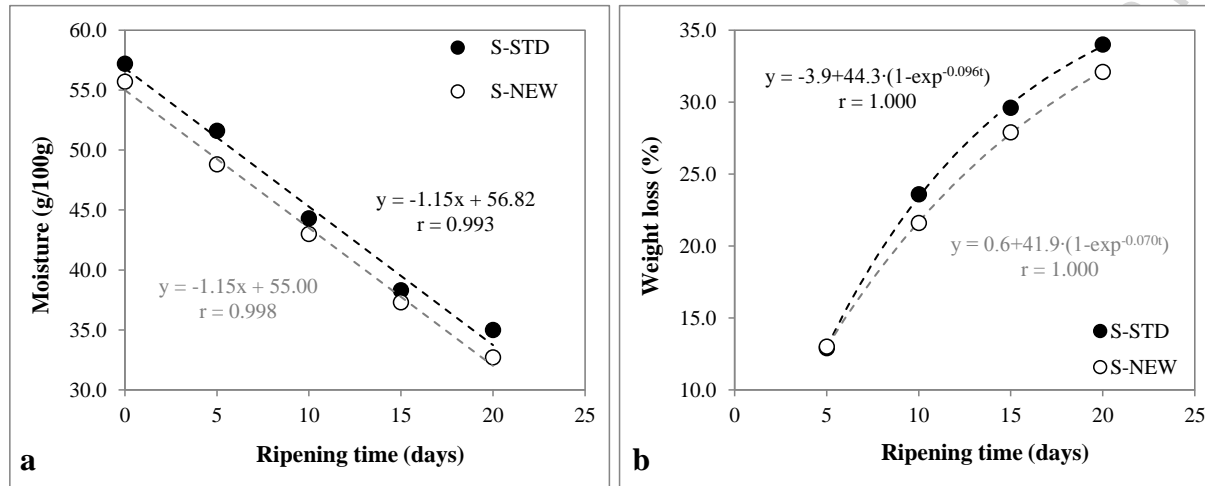 60.0
55.0
50.0
45.0
40.0
35.0
30.0
0 5 10 15 20 25
Moisture (g/100g)
Ripening time (days)
S-STD
S-NEW
y = -1.15x + 56.82
r = 0.993
y = -1.15x + 55.00
r = 0.998
a
35.0
30.0
25.0
20.0
15.0
10.0
0 5 10 15 20 25
Weight loss (%)
Ripening time (days)
y = -3.9+44.3·(1-exp⁻⁰·⁰⁹⁶ᵗ)
r = 1.000
y = 0.6+41.9·(1-exp⁻⁰·⁰⁷⁰ᵗ)
r = 1.000
S-STD
S-NEW
b